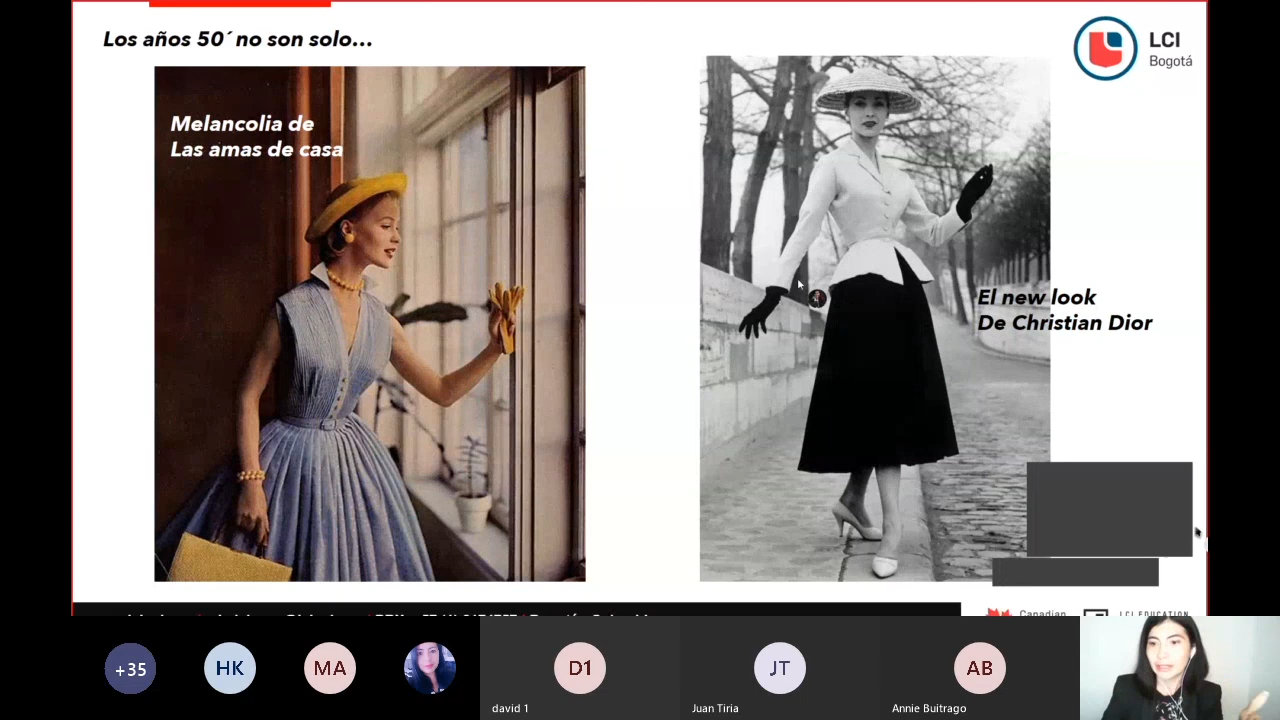 Los años 50´ no son solo...
LCI
Bogotá
Melancolia de
Las amas de casa
El new look
De Christian Dior
Canadian
LCI EDUCATION
+35
HK
MA
D1
JT
AB
david 1
Juan Tiria
Annie Buitrago